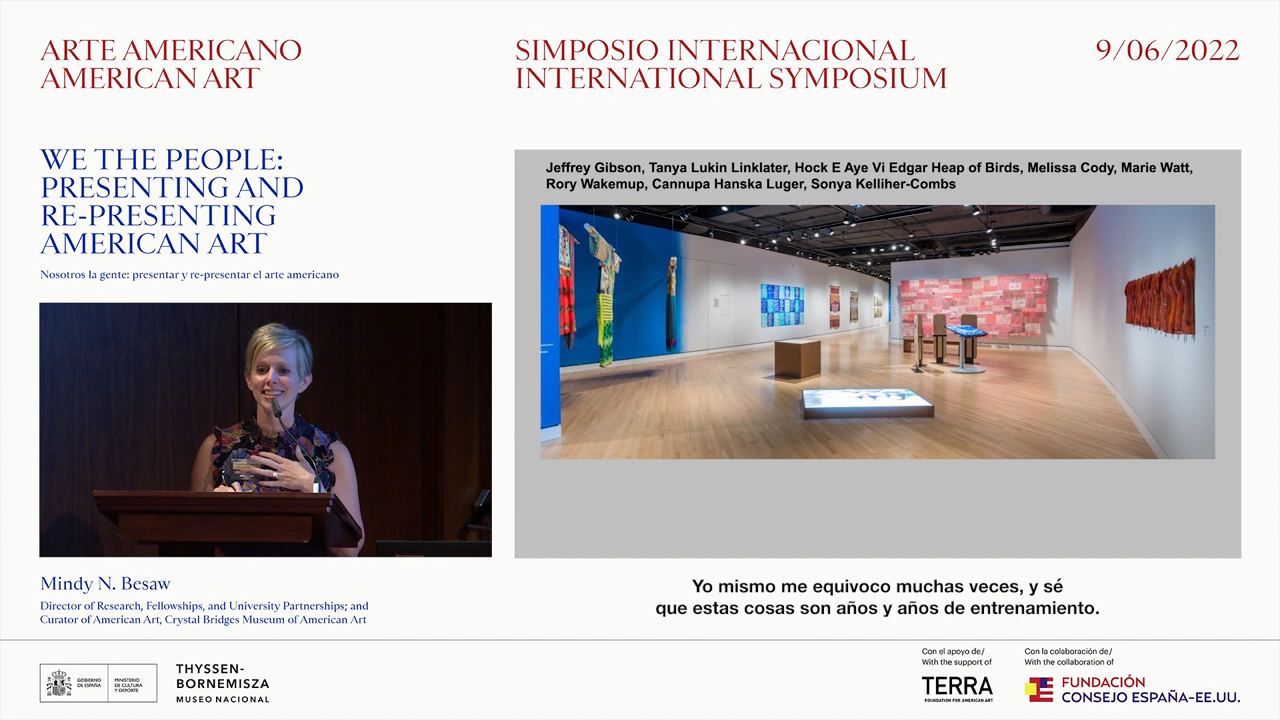 ARTE AMERICANO
AMERICAN ART
SIMPOSIO INTERNACIONAL
INTERNATIONAL SYMPOSIUM
9/06/2022
WE THE PEOPLE:
PRESENTING AND
RE-PRESENTING
AMERICAN ART
Nosotros la gente: presentar y re-presentar el arte americano
Jeffrey Gibson, Tanya Lukin Linklater, Hock E Aye Vi Edgar Heap of Birds, Melissa Cody, Marie Watt,
Rory Wakemup, Cannupa Hanska Luger, Sonya Kelliher-Combs
Mindy N. Besaw
Director of Research, Fellowships, and University Partnerships; and
Curator of American Art, Crystal Bridges Museum of American Art
Yo mismo me equivoco muchas veces, y sé
que estas cosas son años y años de entrenamiento.
GOBIERNO
DE ESPAÑA
MINISTERIO
DE CULTURA
Y DEPORTE
THYSSEN-
BORNEMISZA
MUSEO NACIONAL
Con el apoyo de/
With the support of
TERRA
FOUNDATION FOR AMERICAN ART
Con la colaboración de/
With the collaboration of
FUNDACIÓN
CONSEJO ESPAÑA-EE.UU.